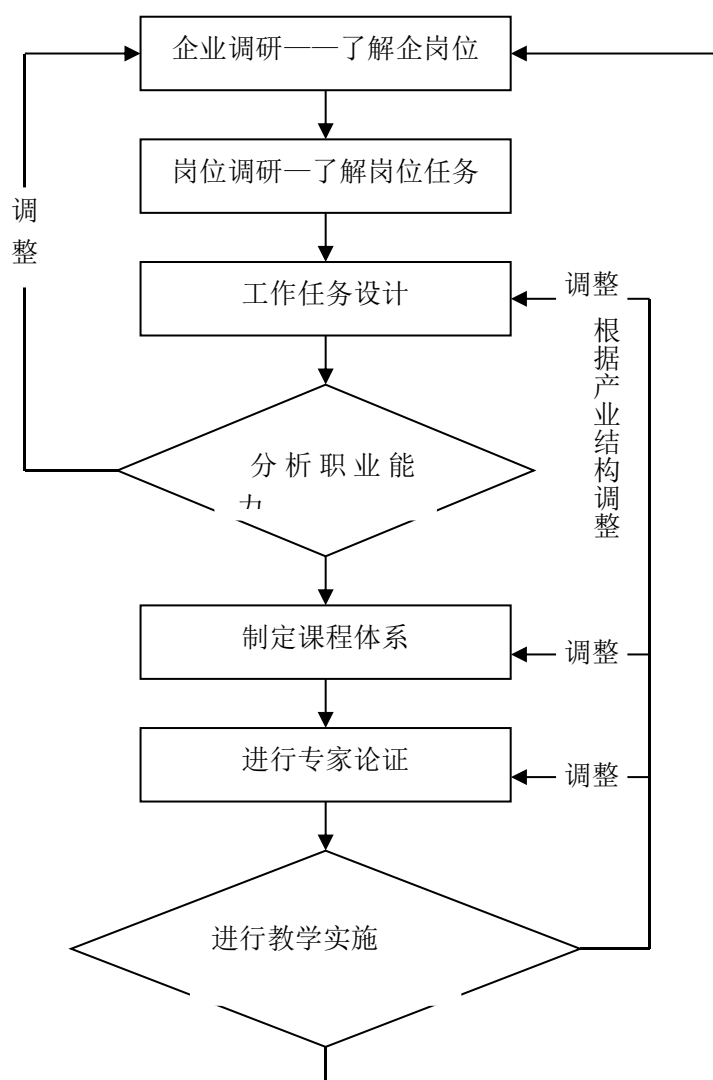 企业调研——了解企岗位
岗位调研—了解岗位任务
调
整
工作任务设计
调整
根据产业结构调整
分析职业能
力
制定课程体系
调整
进行专家论证
调整
进行教学实施